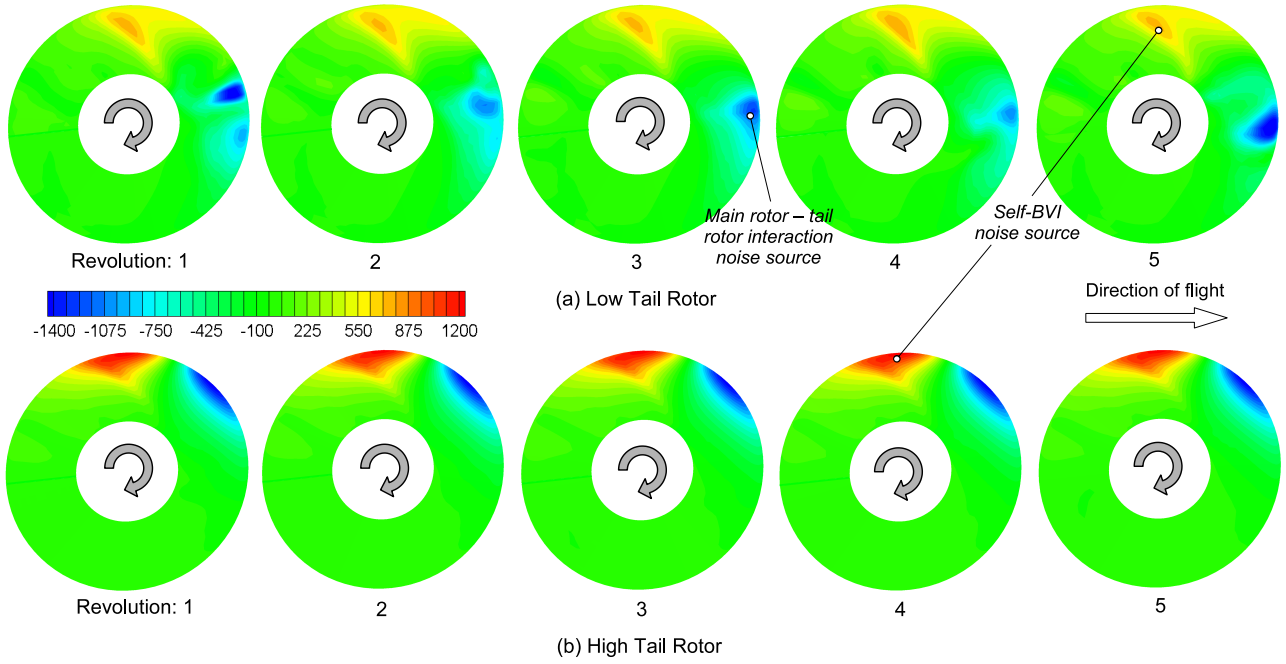 Main rotor – tail
rotor interaction
noise source
Self-BVI
noise source
Revolution: 1
2
3
4
5
-1400 -1075 -750 -425 -100 225 550 875 1200
(a) Low Tail Rotor
Direction of flight
Revolution: 1
2
3
4
5
(b) High Tail Rotor